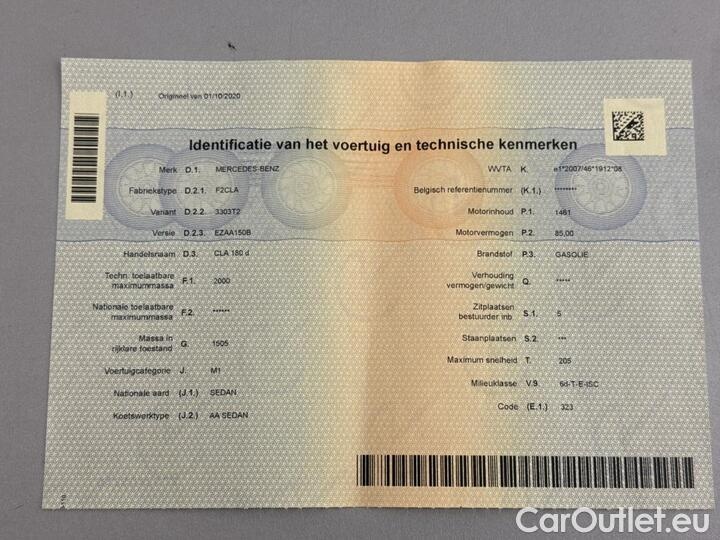 (I.1.) Origineel van 01/10/2020
Identificatie van het voertuig en technische kenmerken
Merk D.1. MERCEDES-BENZ
Fabriekstype D.2.1. F2CLA
Variant D.2.2. 3303T2
Versie D.2.3. EZAA150B
Handelsnaam D.3. CLA 180 d
Techn. toelaatbare
maximummassa F.1. 2000
Nationale toelaatbare
maximummassa F.2. ******
Massa in
rijklare toestand G. 1505
Voertuigcategorie J. M1
Nationale aard (J.1.) SEDAN
Koetswerktype (J.2.) AA SEDAN
WVTA K. e1*2007/46*1912*08
Belgisch referentienummer (K.1.) ********
Motorinhoud P.1. 1461
Motorvermogen P.2. 85,00
Brandstof P.3. GASOLIE
Verhouding
vermogen/gewicht Q. *****
Zitplaatsen
bestuurder inb. S.1. 5
Staanplaatsen S.2. ***
Maximum snelheid T. 205
Milieuklasse V.9. 6d-T-E-ISC
Code (E.1.) 323
CarOutlet.eu